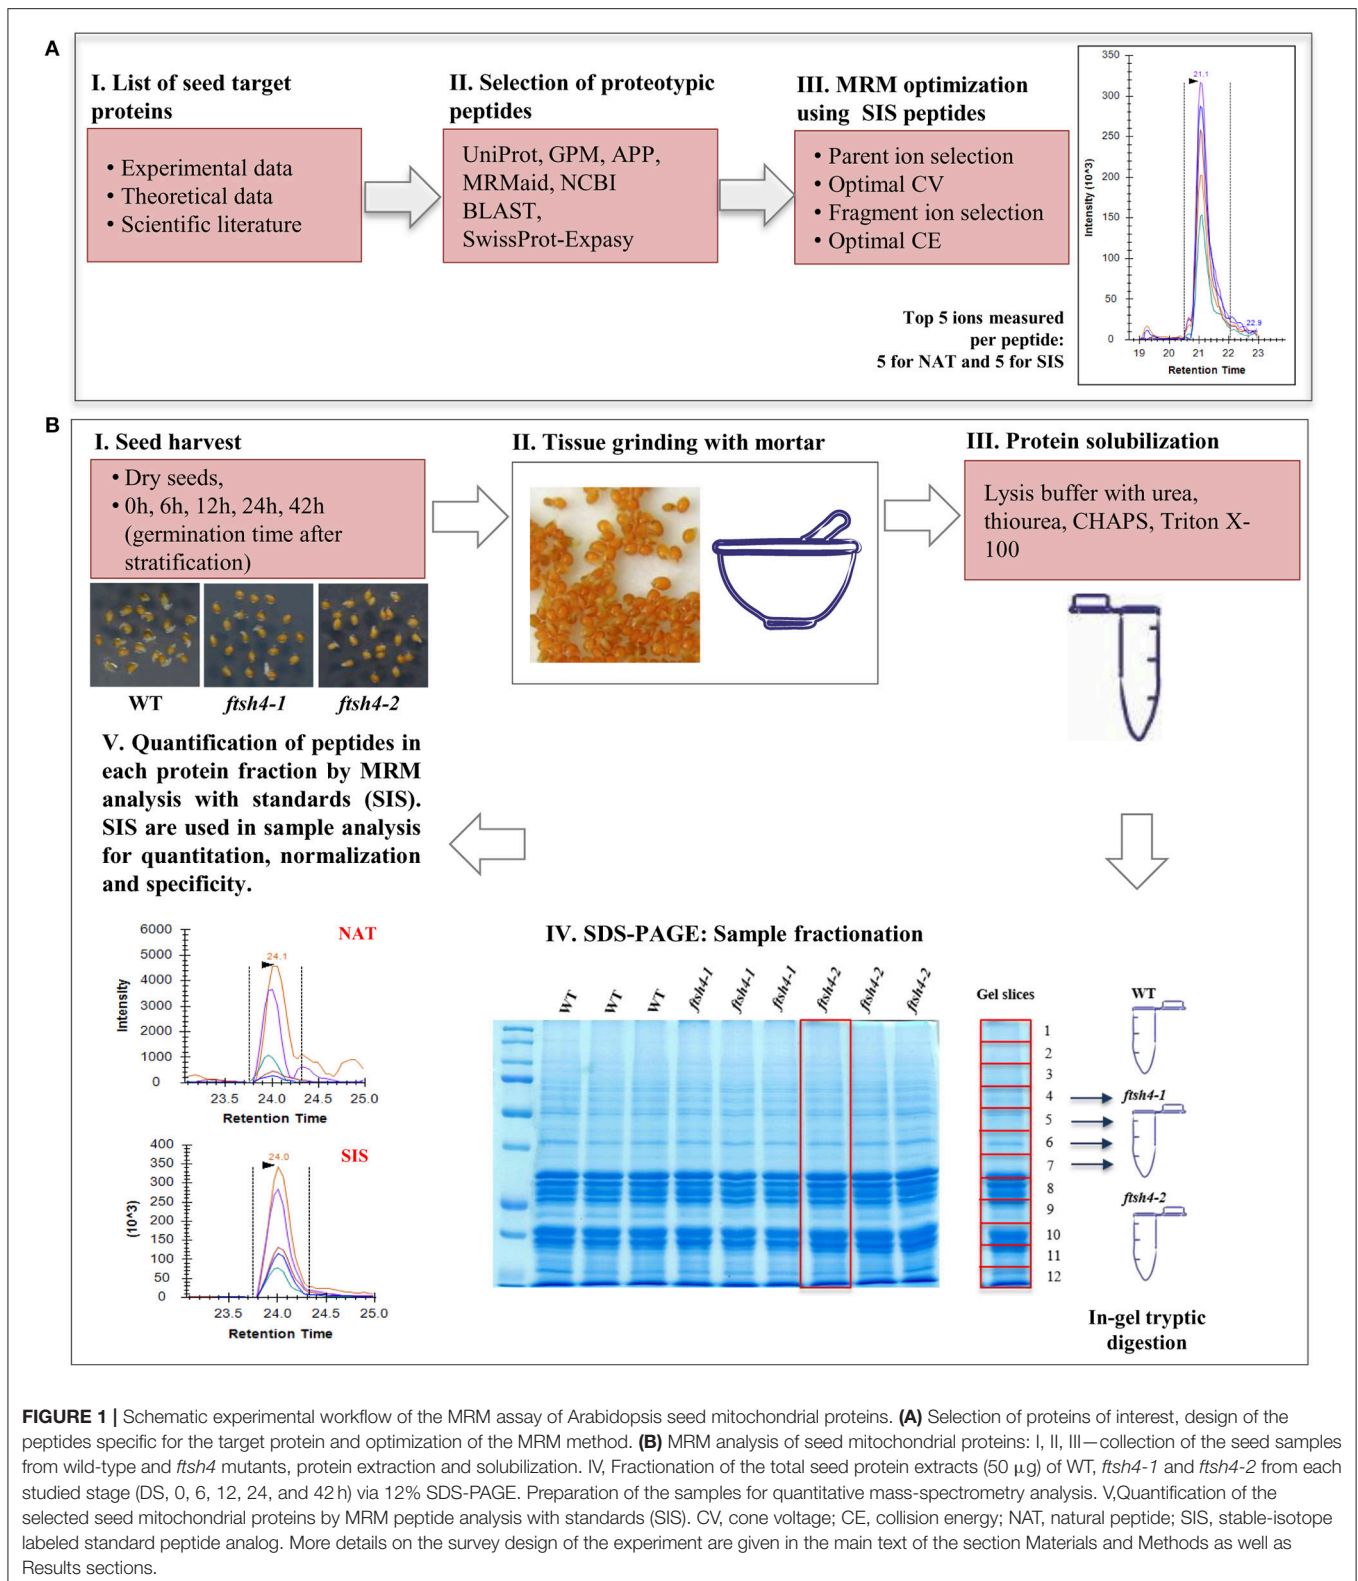 A
I. List of seed target
proteins
• Experimental data
• Theoretical data
• Scientific literature
II. Selection of proteotypic
peptides
UniProt, GPM, APP,
MRMaid, NCBI
BLAST,
SwissProt-Expasy
III. MRM optimization
using SIS peptides
• Parent ion selection
• Optimal CV
• Fragment ion selection
• Optimal CE
Top 5 ions measured
per peptide:
5 for NAT and 5 for SIS
350
300
250
200
150
100
50
0
Intensity (10^3)
21.1
22.9
19 20 21 22 23
Retention Time
B
I. Seed harvest
• Dry seeds,
• 0h, 6h, 12h, 24h, 42h
(germination time after
stratification)
WT ftsh4-1 ftsh4-2
II. Tissue grinding with mortar
III. Protein solubilization
Lysis buffer with urea,
thiourea, CHAPS, Triton X-
100
V. Quantification of peptides in
each protein fraction by MRM
analysis with standards (SIS).
SIS are used in sample analysis
for quantitation, normalization
and specificity.
NAT
6000
5000
4000
3000
2000
1000
0
Intensity
24.1
23.5 24.0 24.5 25.0
Retention Time
SIS
400
350
300
250
200
150
100
50
0
(10^3)
24.0
23.5 24.0 24.5 25.0
Retention Time
IV. SDS-PAGE: Sample fractionation
WT WT WT ftsh4-1 ftsh4-1 ftsh4-1 ftsh4-2 ftsh4-2 ftsh4-2
Gel slices
1
2
3
4
5
6
7
8
9
10
11
12
WT
ftsh4-1
ftsh4-2
In-gel tryptic
digestion
FIGURE 1 | Schematic experimental workflow of the MRM assay of Arabidopsis seed mitochondrial proteins. (A) Selection of proteins of interest, design of the
peptides specific for the target protein and optimization of the MRM method. (B) MRM analysis of seed mitochondrial proteins: I, II, III—collection of the seed samples
from wild-type and ftsh4 mutants, protein extraction and solubilization. IV, Fractionation of the total seed protein extracts (50 μg) of WT, ftsh4-1 and ftsh4-2 from each
studied stage (DS, 0, 6, 12, 24, and 42 h) via 12% SDS-PAGE. Preparation of the samples for quantitative mass-spectrometry analysis. V,Quantification of the
selected seed mitochondrial proteins by MRM peptide analysis with standards (SIS). CV, cone voltage; CE, collision energy; NAT, natural peptide; SIS, stable-isotope
labeled standard peptide analog. More details on the survey design of the experiment are given in the main text of the section Materials and Methods as well as
Results sections.